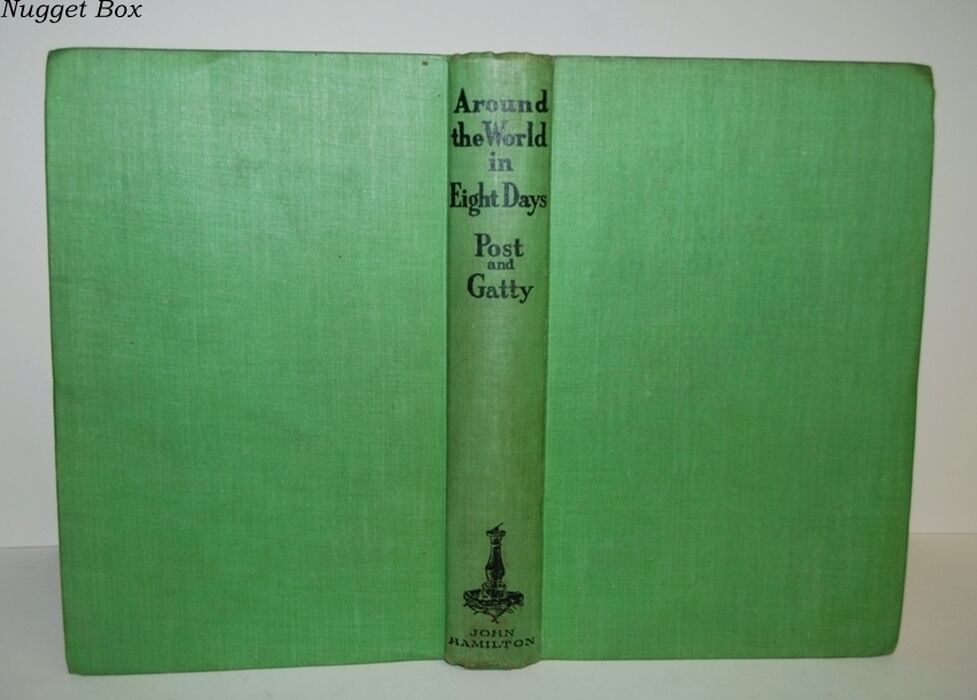 Nugget Box
Around
the World
in
Eight Days
Post
and
Gatty
JOHN
HAMILTON